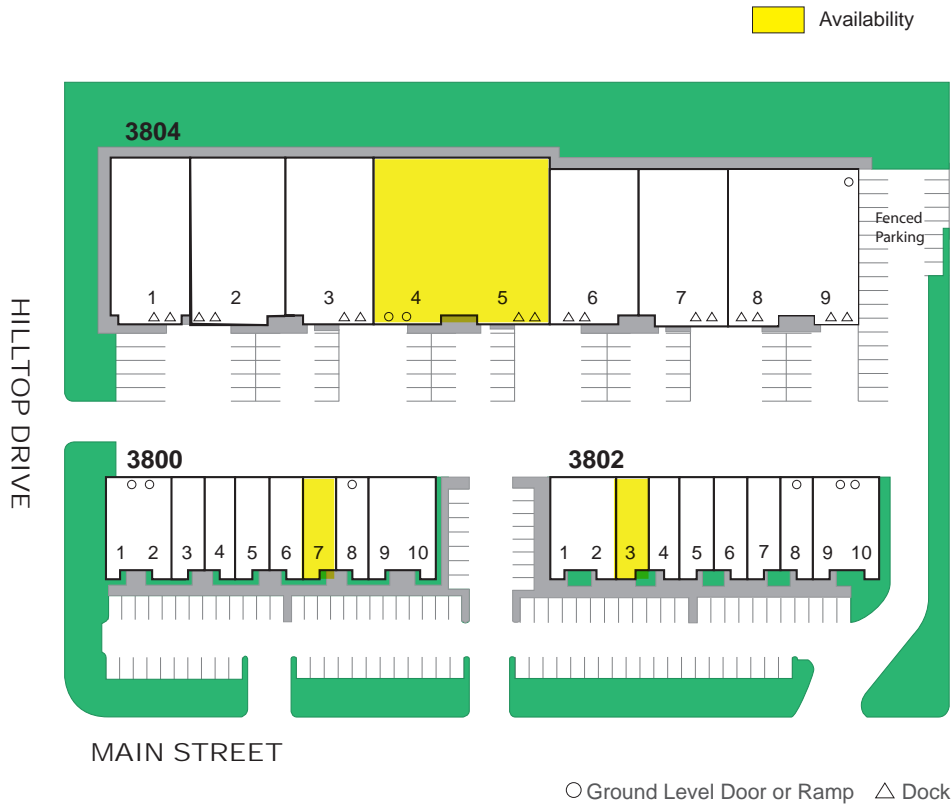 Availability
3804
1 2 3 4 5 6 7 8 9
Fenced
Parking
HILLTOP DRIVE
3800
3802
1 2 3 4 5 6 7 8 9 10
1 2 3 4 5 6 7 8 9 10
MAIN STREET
Ground Level Door or Ramp
Dock